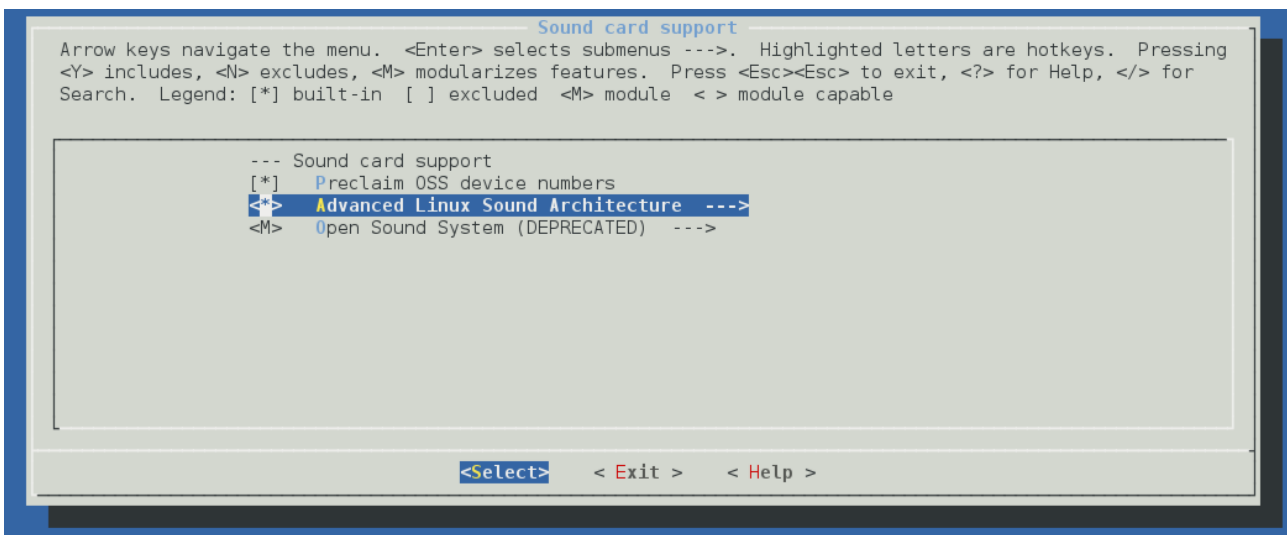 Sound card support
Arrow keys navigate the menu.  <Enter> selects submenus --->.  Highlighted letters are hotkeys.  Pressing
<Y> includes, <N> excludes, <M> modularizes features.  Press <Esc><Esc> to exit, <?> for Help, </> for
Search.  Legend: [*] built-in  [ ] excluded  <M> module  < > module capable
--- Sound card support
[*]   Preclaim OSS device numbers
<*>   Advanced Linux Sound Architecture  --->
<M>   Open Sound System (DEPRECATED)  --->
<Select>    < Exit >    < Help >